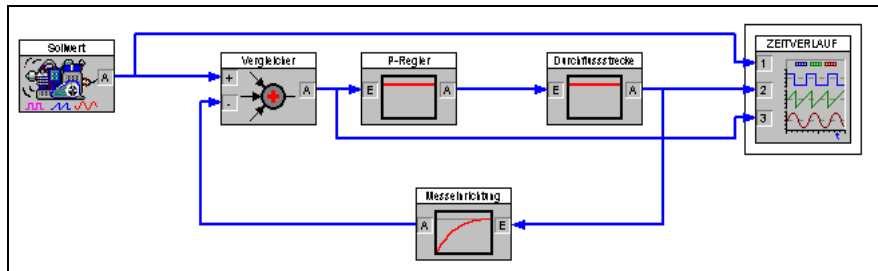 Sollwert
A
Vergleicher
+
-
A
P-Regler
E
A
Durchflussstrecke
E
A
ZEITVERLAUF
1
2
3
t
Messeinrichtung
A
E